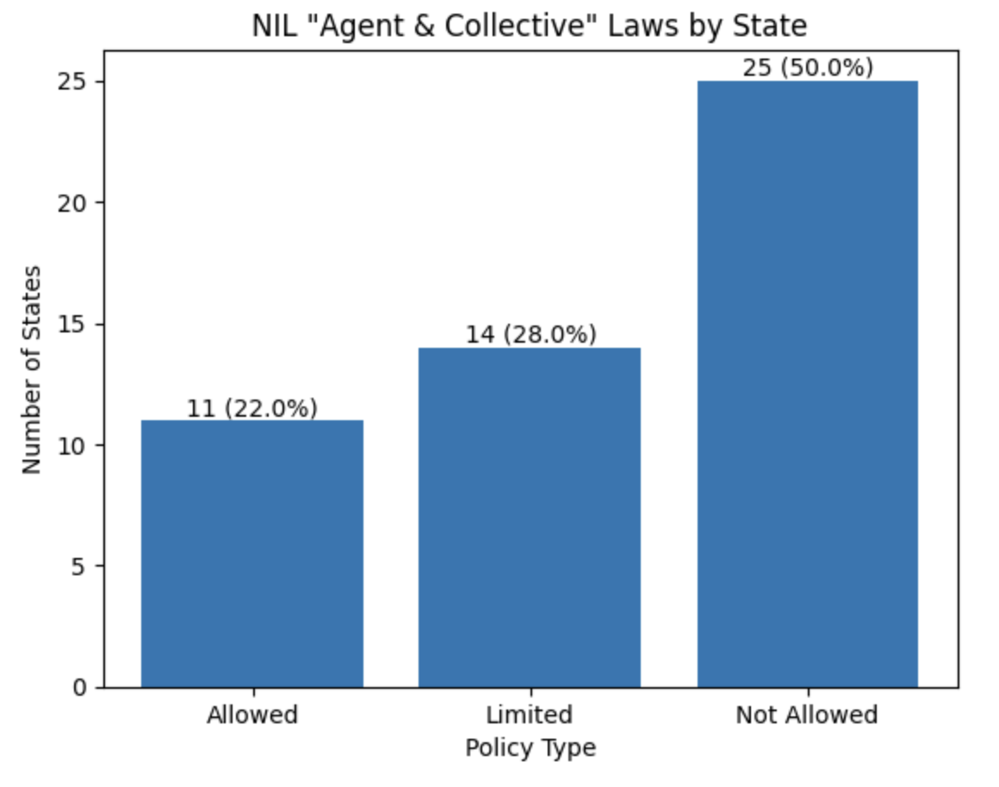 NIL "Agent & Collective" Laws by State
25 (50.0%)
25
20
15
14 (28.0%)
11 (22.0%)
10
5
0
Number of States
Allowed
Limited
Not Allowed
Policy Type